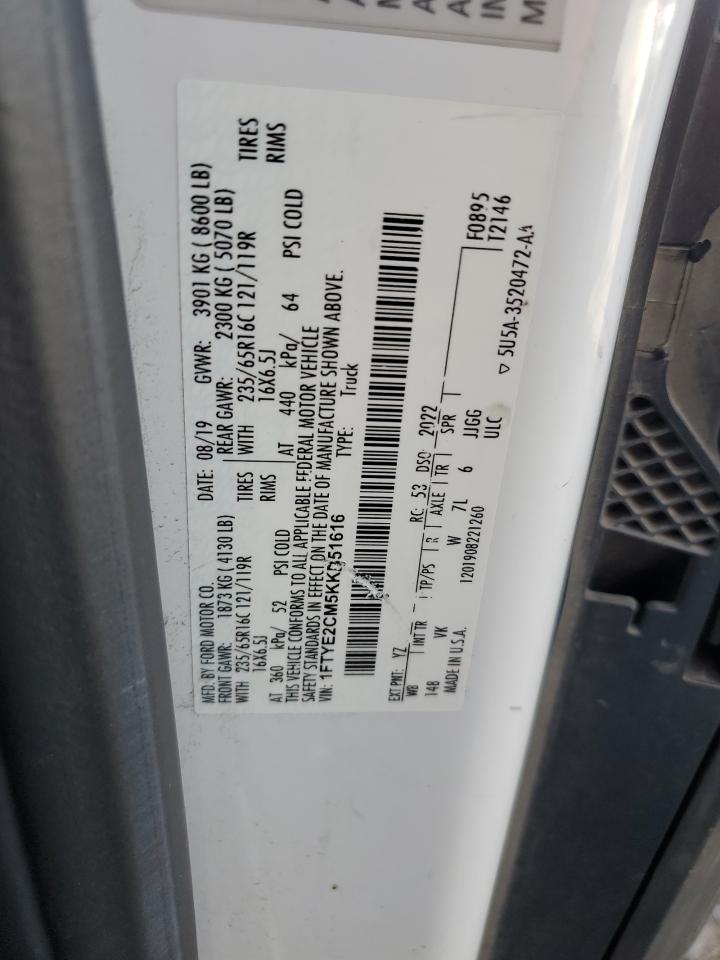 MFD. BY FORD MOTOR CO. DATE: 08/19 GVWR: 3901 KG ( 8600 LB)
FRONT GAWR: 1873 KG ( 4130 LB) REAR GAWR: 2300 KG ( 5070 LB)
WITH 235/65R16C 121/119R TIRES WITH 235/65R16C 121/119R TIRES
16X6.5J RIMS 16X6.5J RIMS
AT 360 kPa/ 52 PSI COLD AT 440 kPa/ 64 PSI COLD
THIS VEHICLE CONFORMS TO ALL APPLICABLE FEDERAL MOTOR VEHICLE
SAFETY STANDARDS IN EFFECT ON THE DATE OF MANUFACTURE SHOWN ABOVE.
VIN: 1FTYE2CM5KKB51616 TYPE: Truck
EXT PNT: YZ RC: 53 DSO: 2022 F0895
WB INT TR TP/PS R AXLE TR SPR T2146
148 VK W 7L 6 JJGG
MADE IN U.S.A. 1201908221260 ULC ▽ 5U5A-3520472-AA